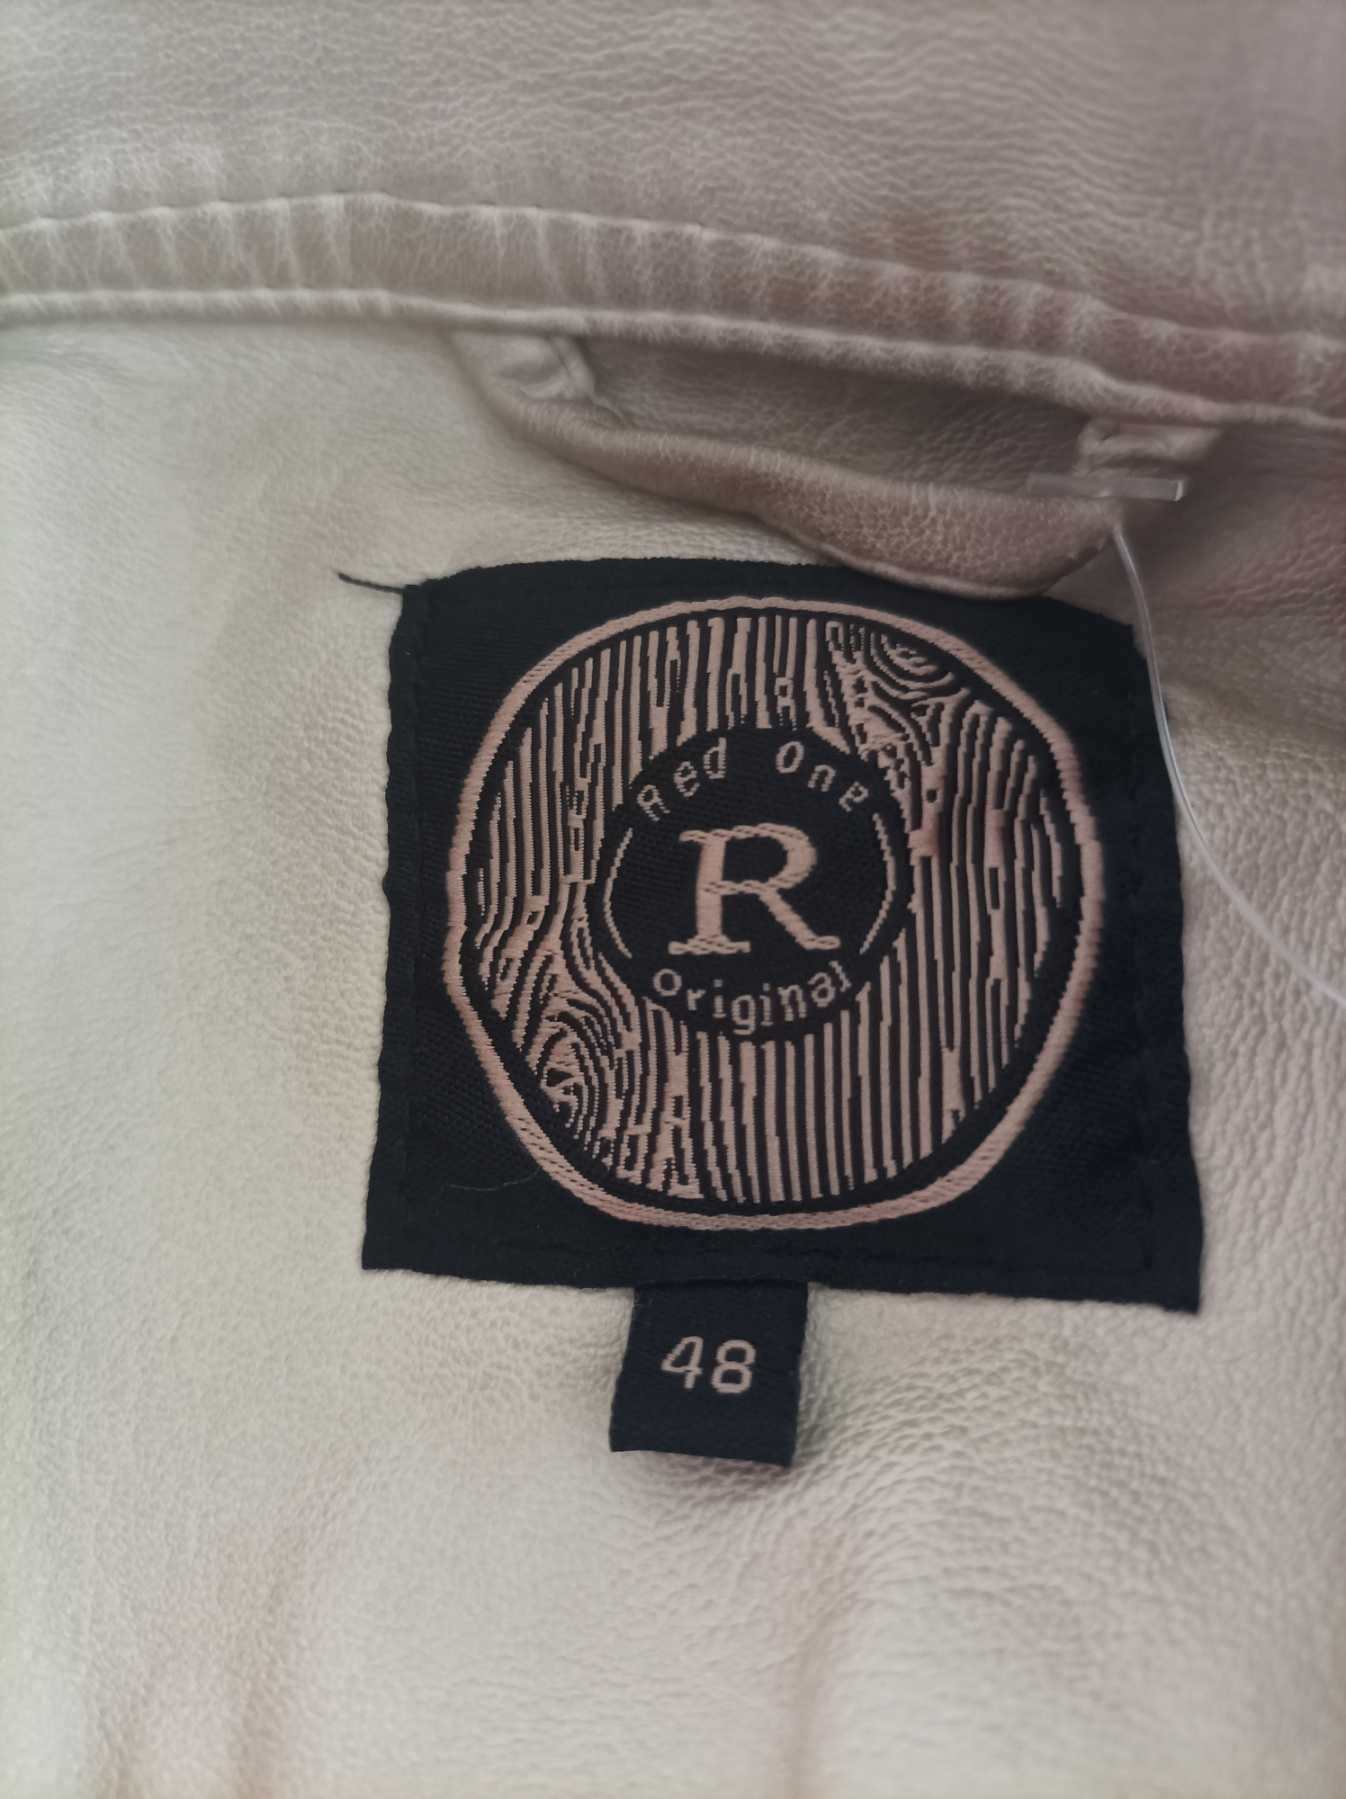 Red One
R
Original
48